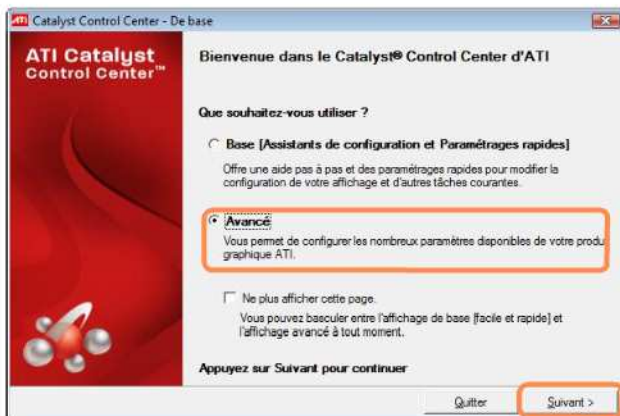 ATI Catalyst Control Center - De base
ATI Catalyst
Control Center™
Bienvenue dans le Catalyst® Control Center d'ATI
Que souhaitez-vous utiliser ?
Base [Assistants de configuration et Paramétrages rapides]
Offre une aide pas à pas et des paramétrages rapides pour modifier la
configuration de votre affichage et d'autres tâches courantes.
Avancé
Vous permet de configurer les nombreux paramètres disponibles de votre produ
graphique ATI.
Ne plus afficher cette page.
Vous pouvez basculer entre l'affichage de base [facile et rapide] et
l'affichage avancé à tout moment.
Appuyez sur Suivant pour continuer
Quitter
Suivant >